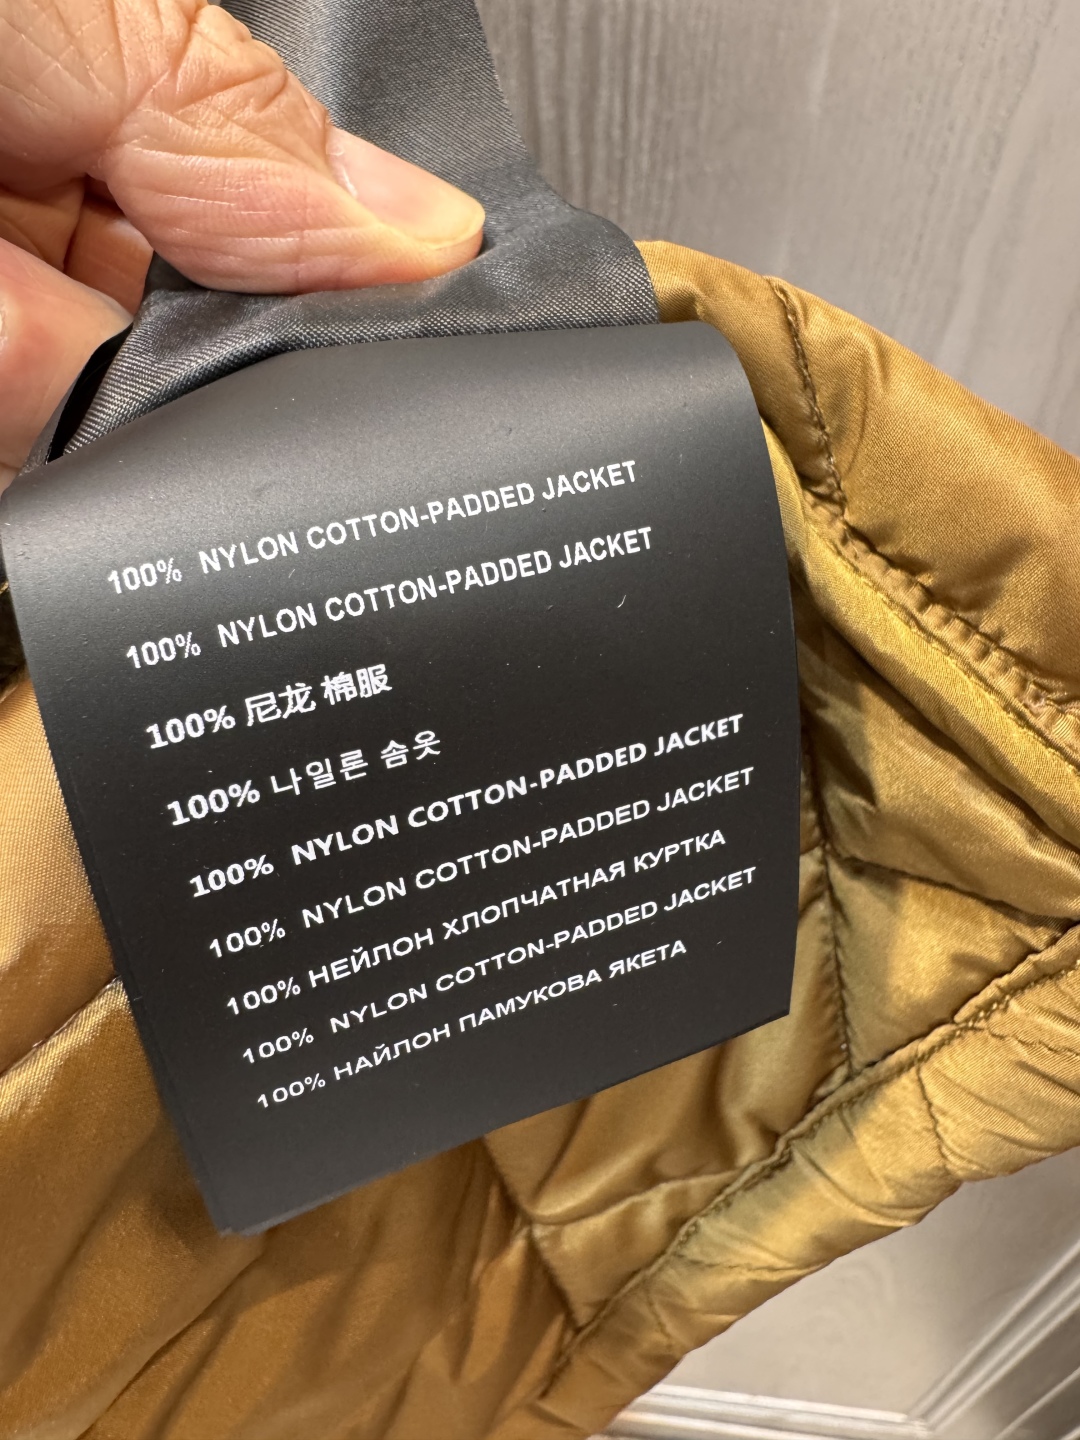 100% NYLON COTTON-PADDED JACKET
100% NYLON COTTON-PADDED JACKET
100% 尼龙 棉服
100% 나일론 솜옷
100% NYLON COTTON-PADDED JACKET
100% NYLON COTTON-PADDED JACKET
100% НЕЙЛОН ХЛОПЧАТНАЯ КУРТКА
100% NYLON COTTON-PADDED JACKET
100% НАЙЛОН ПАМУКОВА ЯКЕТА